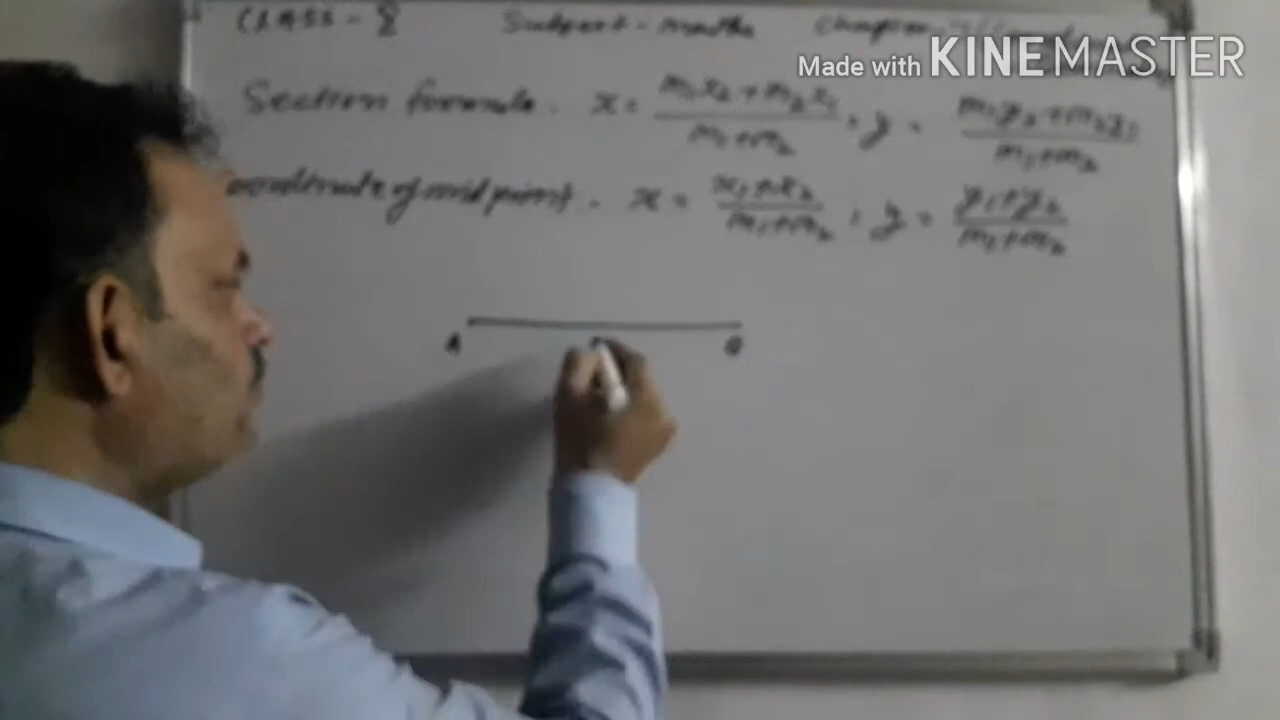 CLASS - X Subject - maths Chapter
Made with KINEMASTER
Section formula. x = m₁x₂+m₂x₁/m₁+m₂ , y = m₁y₂+m₂y₁/m₁+m₂
Coordinate of mid point. x = x₁+x₂/m₁+m₂ , y = y₁+y₂/m₁+m₂
A